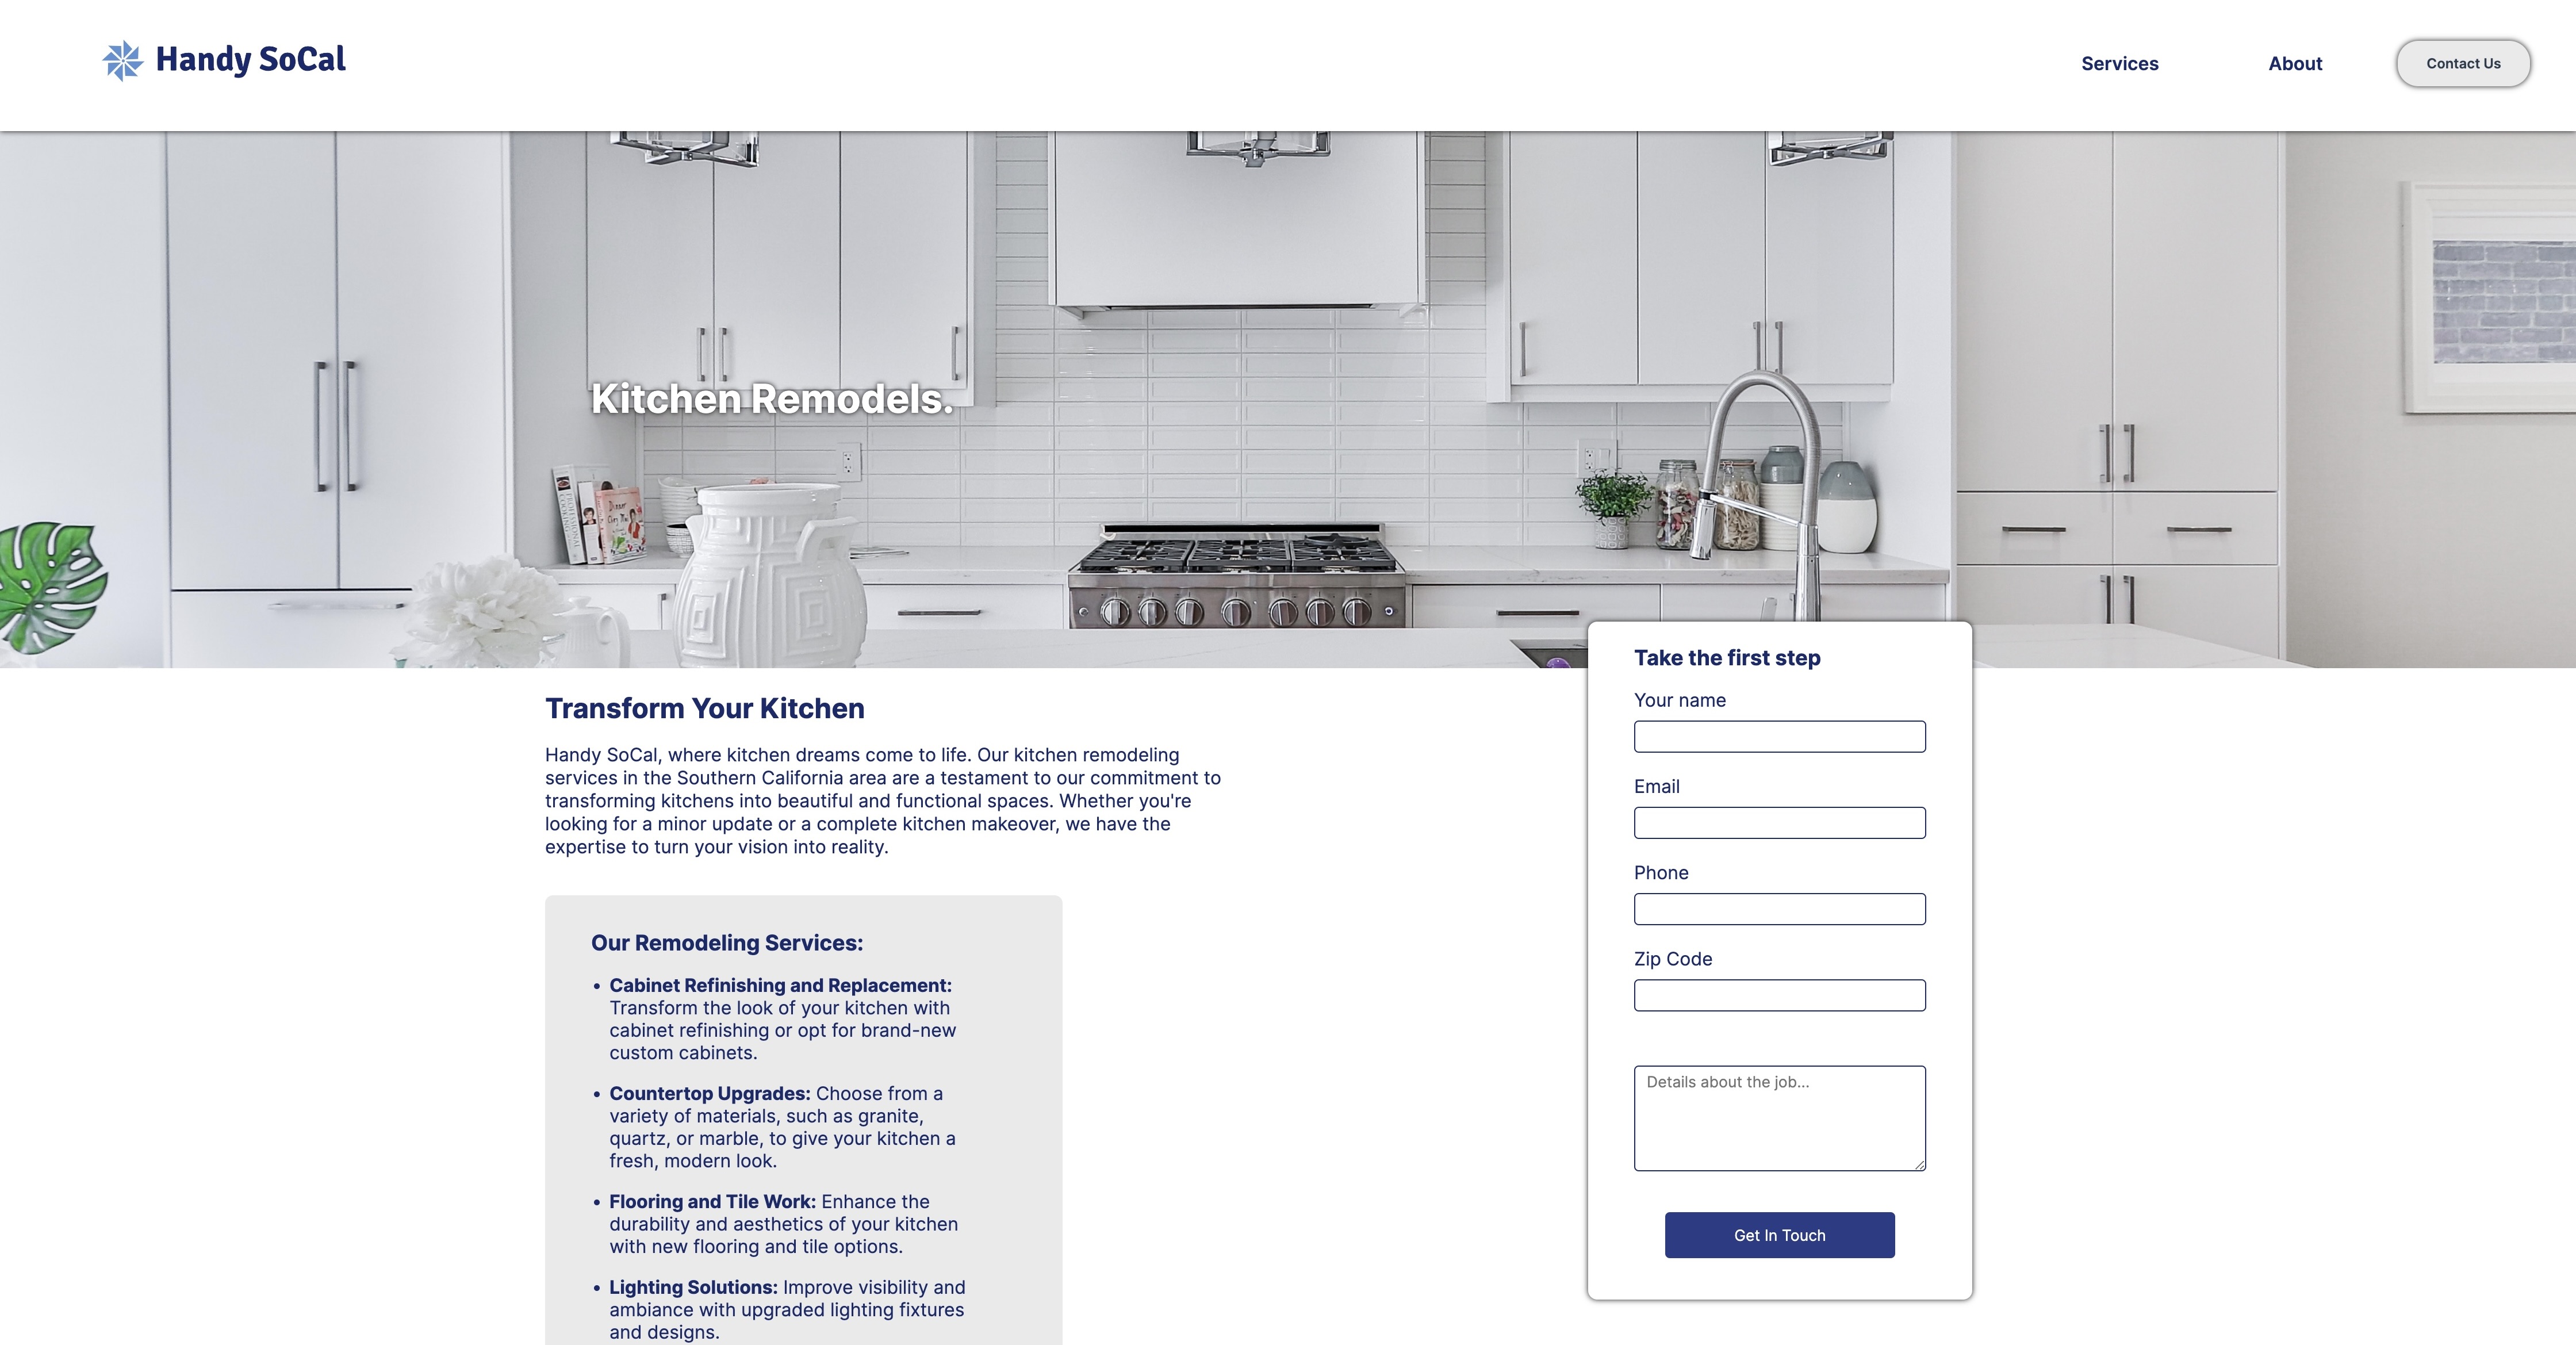 Handy SoCal
Services
About
Contact Us
Kitchen Remodels.
Transform Your Kitchen
Handy SoCal, where kitchen dreams come to life. Our kitchen remodeling
services in the Southern California area are a testament to our commitment to
transforming kitchens into beautiful and functional spaces. Whether you're
looking for a minor update or a complete kitchen makeover, we have the
expertise to turn your vision into reality.
Our Remodeling Services:
• Cabinet Refinishing and Replacement:
Transform the look of your kitchen with
cabinet refinishing or opt for brand-new
custom cabinets.
• Countertop Upgrades: Choose from a
variety of materials, such as granite,
quartz, or marble, to give your kitchen a
fresh, modern look.
• Flooring and Tile Work: Enhance the
durability and aesthetics of your kitchen
with new flooring and tile options.
• Lighting Solutions: Improve visibility and
ambiance with upgraded lighting fixtures
and designs.
Take the first step
Your name
Email
Phone
Zip Code
Details about the job...
Get In Touch